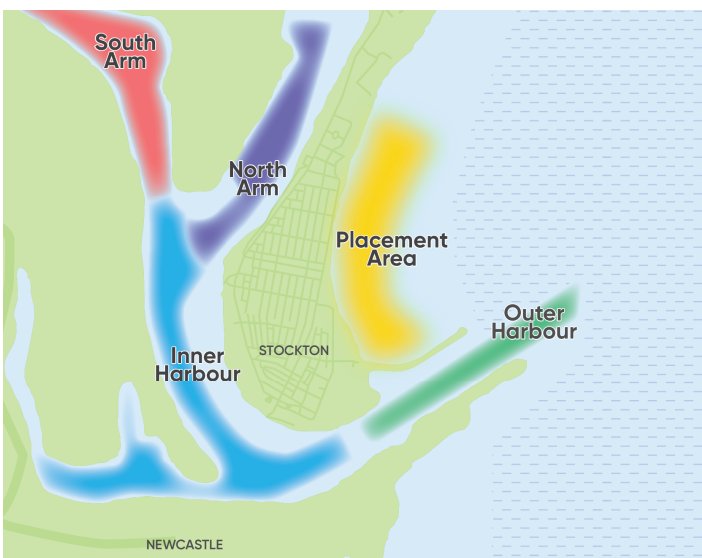 South
Arm
North
Arm
Placement
Area
Outer
Harbour
STOCKTON
Inner
Harbour
NEWCASTLE